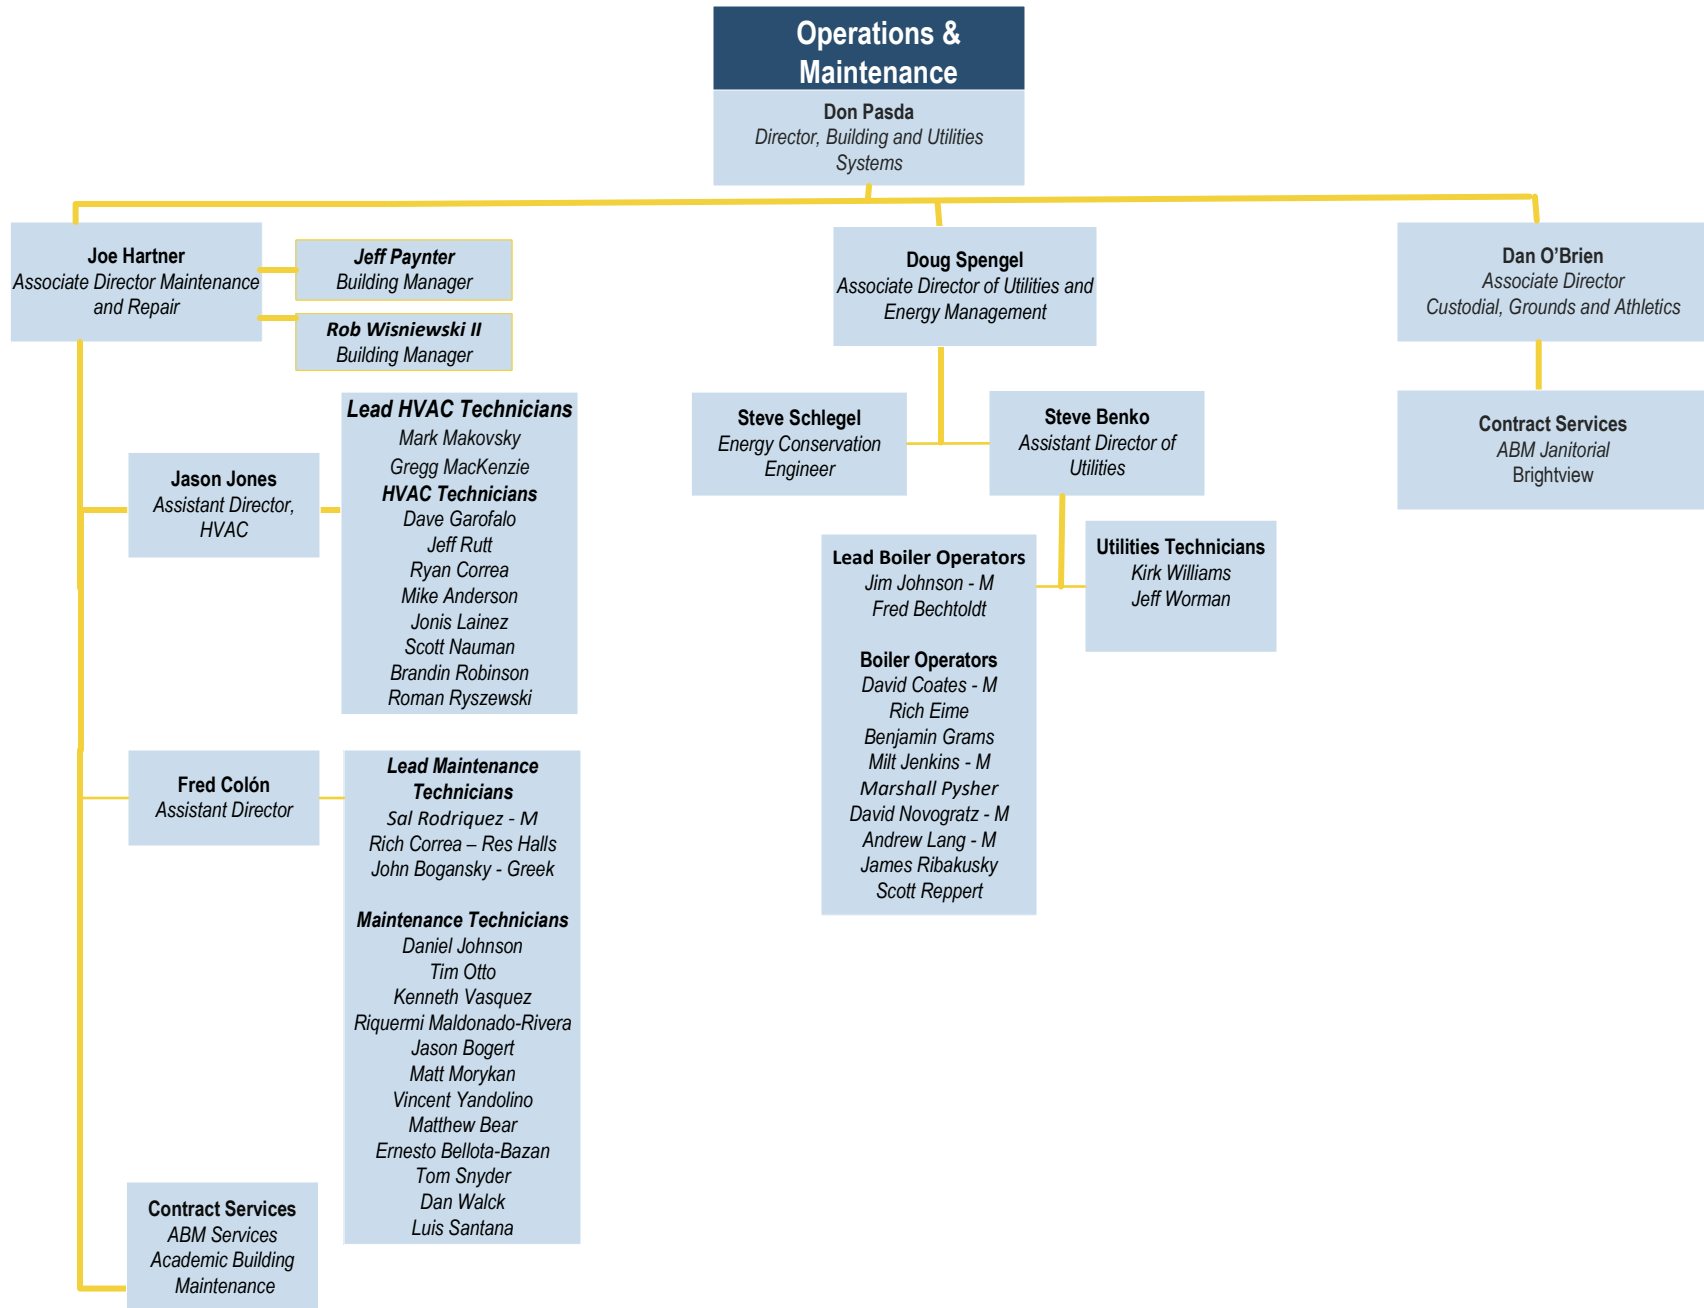 Operations &
Maintenance
Don Pasda
Director, Building and Utilities
Systems
Joe Hartner
Associate Director Maintenance
and Repair
Jeff Paynter
Building Manager
Rob Wisniewski II
Building Manager
Jason Jones
Assistant Director,
HVAC
Lead HVAC Technicians
Mark Makovsky
Gregg MacKenzie
HVAC Technicians
Dave Garofalo
Jeff Rutt
Ryan Correa
Mike Anderson
Jonis Lainez
Scott Nauman
Brandin Robinson
Roman Ryszewski
Fred Colón
Assistant Director
Lead Maintenance
Technicians
Sal Rodriquez - M
Rich Correa – Res Halls
John Bogansky - Greek
Maintenance Technicians
Daniel Johnson
Tim Otto
Kenneth Vasquez
Riquermi Maldonado-Rivera
Jason Bogert
Matt Morykan
Vincent Yandolino
Matthew Bear
Ernesto Bellota-Bazan
Tom Snyder
Dan Walck
Luis Santana
Contract Services
ABM Services
Academic Building
Maintenance
Doug Spengel
Associate Director of Utilities and
Energy Management
Steve Schlegel
Energy Conservation
Engineer
Steve Benko
Assistant Director of
Utilities
Lead Boiler Operators
Jim Johnson - M
Fred Bechtoldt
Boiler Operators
David Coates - M
Rich Eime
Benjamin Grams
Milt Jenkins - M
Marshall Pysher
David Novogratz - M
Andrew Lang - M
James Ribakusky
Scott Reppert
Utilities Technicians
Kirk Williams
Jeff Worman
Dan O’Brien
Associate Director
Custodial, Grounds and Athletics
Contract Services
ABM Janitorial
Brightview